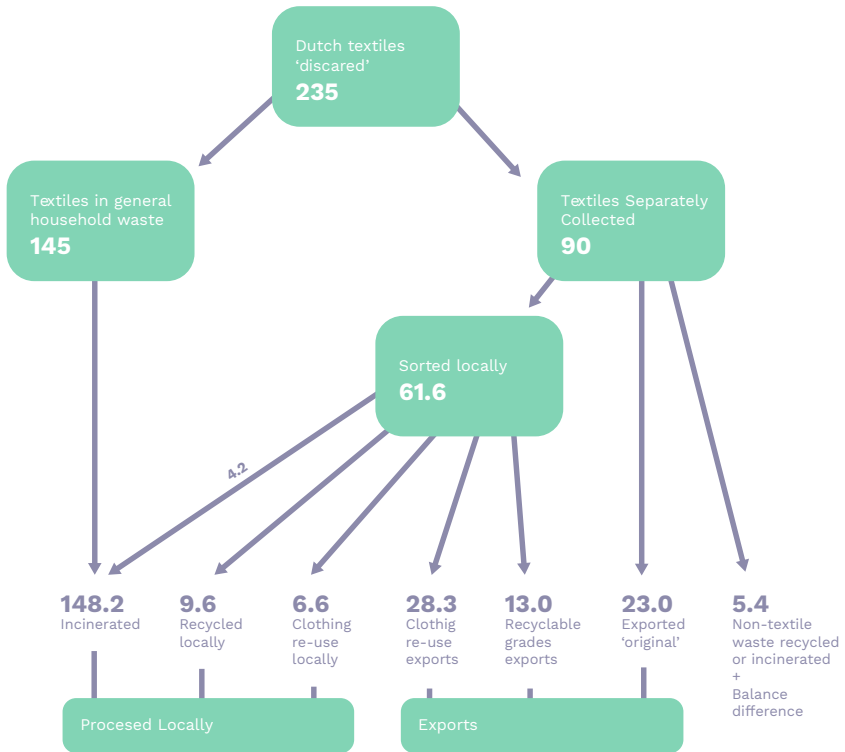 Dutch textiles
‘discared’
235
Textiles in general
household waste
145
Textiles Separately
Collected
90
Sorted locally
61.6
4.2
148.2
Incinerated
9.6
Recycled
locally
6.6
Clothing
re-use
locally
28.3
Clothig
re-use
exports
13.0
Recyclable
grades
exports
23.0
Exported
‘original’
5.4
Non-textile
waste recycled
or incinerated
+
Balance
difference
Procesed Locally
Exports